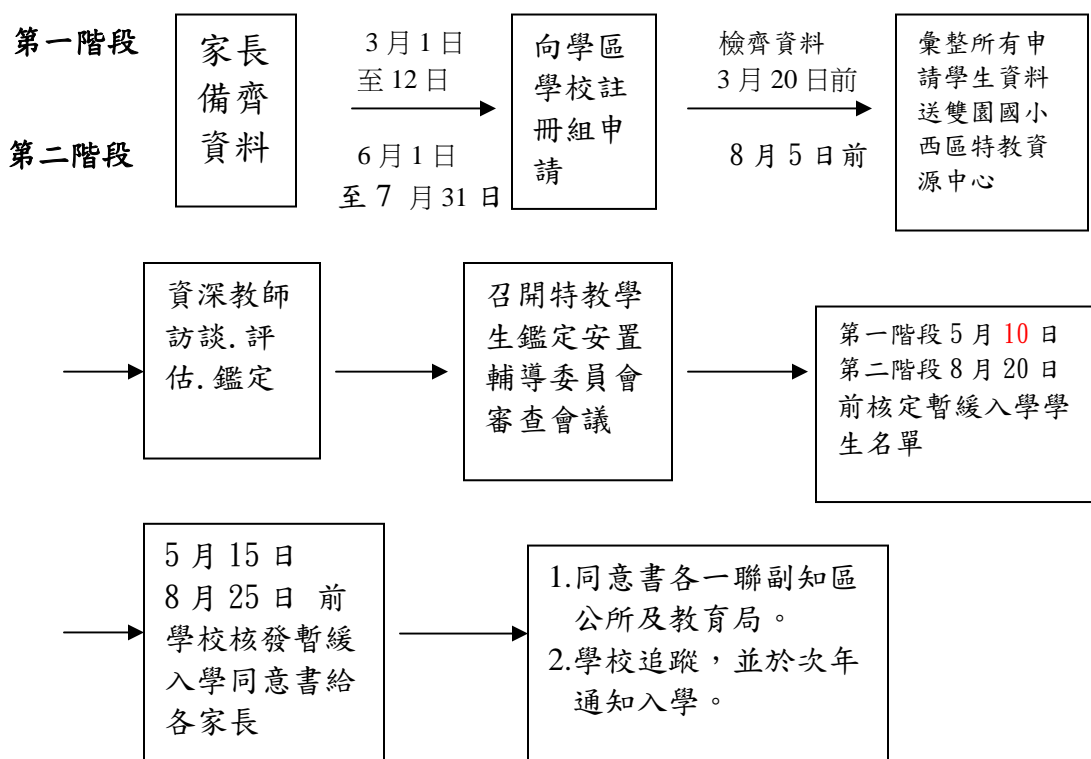 第一階段
第二階段
家長
備齊
資料
3月1日
至12日
6月1日
至 7 月31日
向學區
學校註
冊組申
請
檢齊資料
3月20日前
8月5日前
彙整所有申
請學生資料
送雙園國小
西區特教資
源中心
資深教師
訪談.評
估.鑑定
召開特教學
生鑑定安置
輔導委員會
審查會議
第一階段5月10日
第二階段8月20日
前核定暫緩入學學
生名單
5月15日
8月25日 前
學校核發暫緩
入學同意書給
各家長
1.同意書各一聯副知區
公所及教育局。
2.學校追蹤，並於次年
通知入學。